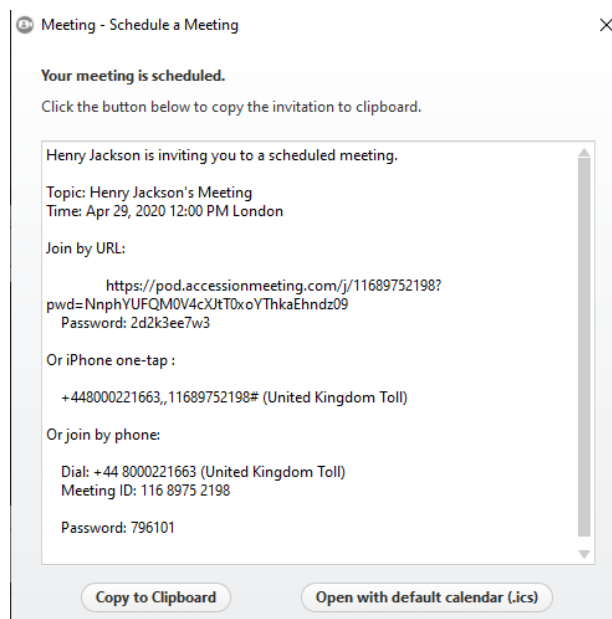 Meeting - Schedule a Meeting
Your meeting is scheduled.
Click the button below to copy the invitation to clipboard.
Henry Jackson is inviting you to a scheduled meeting.
Topic: Henry Jackson's Meeting
Time: Apr 29, 2020 12:00 PM London
Join by URL:
https://pod.accessionmeeting.com/j/11689752198?
pwd=NnphYUFQM0V4cXJtT0xoYThkaEhndz09
Password: 2d2k3ee7w3
Or iPhone one-tap :
+448000221663,,11689752198# (United Kingdom Toll)
Or join by phone:
Dial: +44 8000221663 (United Kingdom Toll)
Meeting ID: 116 8975 2198
Password: 796101
Copy to Clipboard
Open with default calendar (.ics)